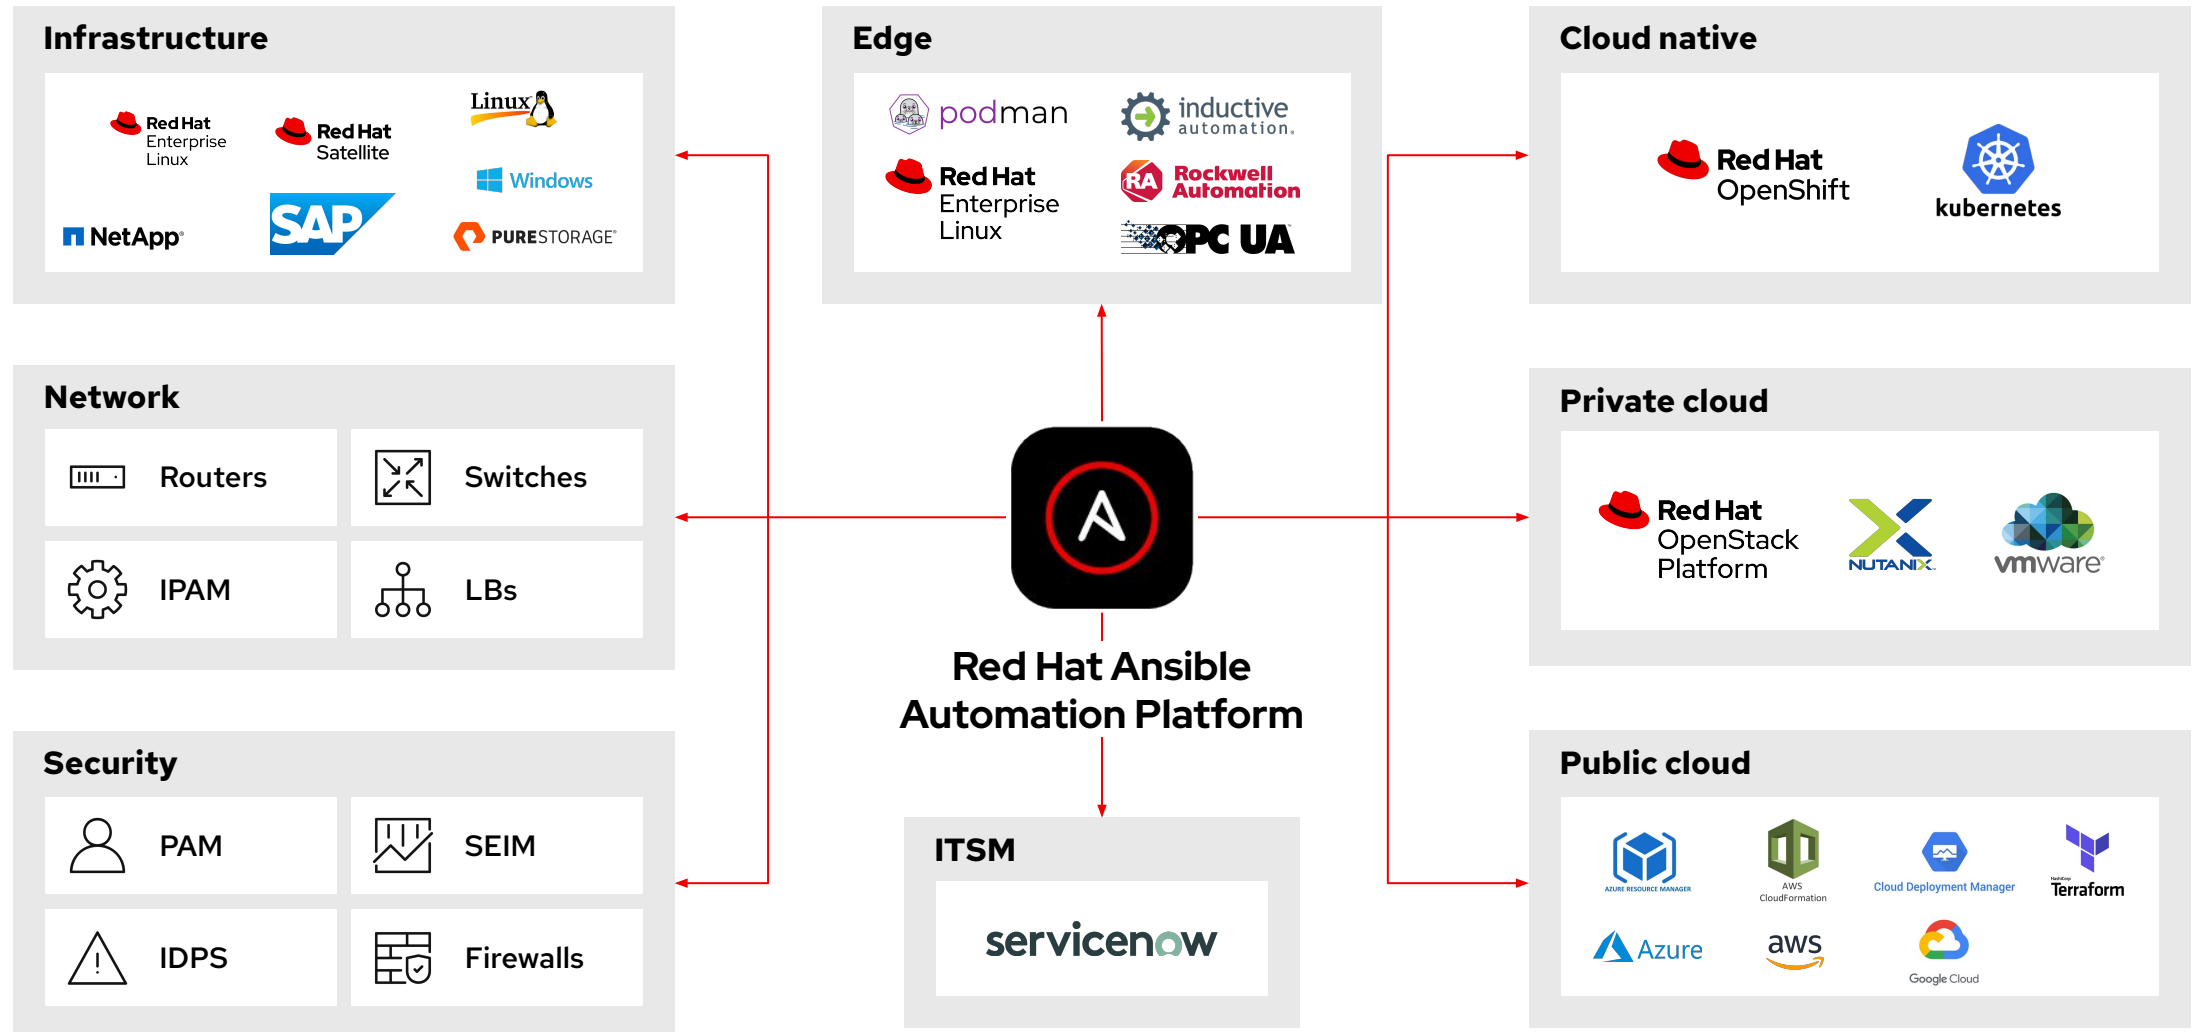 Infrastructure
Red Hat
Enterprise
Linux
Red Hat
Satellite
Linux
Windows
NetApp®
SAP
PURESTORAGE®
Edge
podman
inductive
automation®
Red Hat
Enterprise
Linux
RA
Rockwell
Automation
OPC UA
Cloud native
Red Hat
OpenShift
kubernetes
Network
Routers
Switches
IPAM
LBs
Red Hat Ansible
Automation Platform
Private cloud
Red Hat
OpenStack
Platform
NUTANIX™
vmware®
Security
PAM
SEIM
IDPS
Firewalls
ITSM
servicenow
Public cloud
AZURE RESOURCE MANAGER
AWS
CloudFormation
Cloud Deployment Manager
HashiCorp
Terraform
Azure
aws
Google Cloud